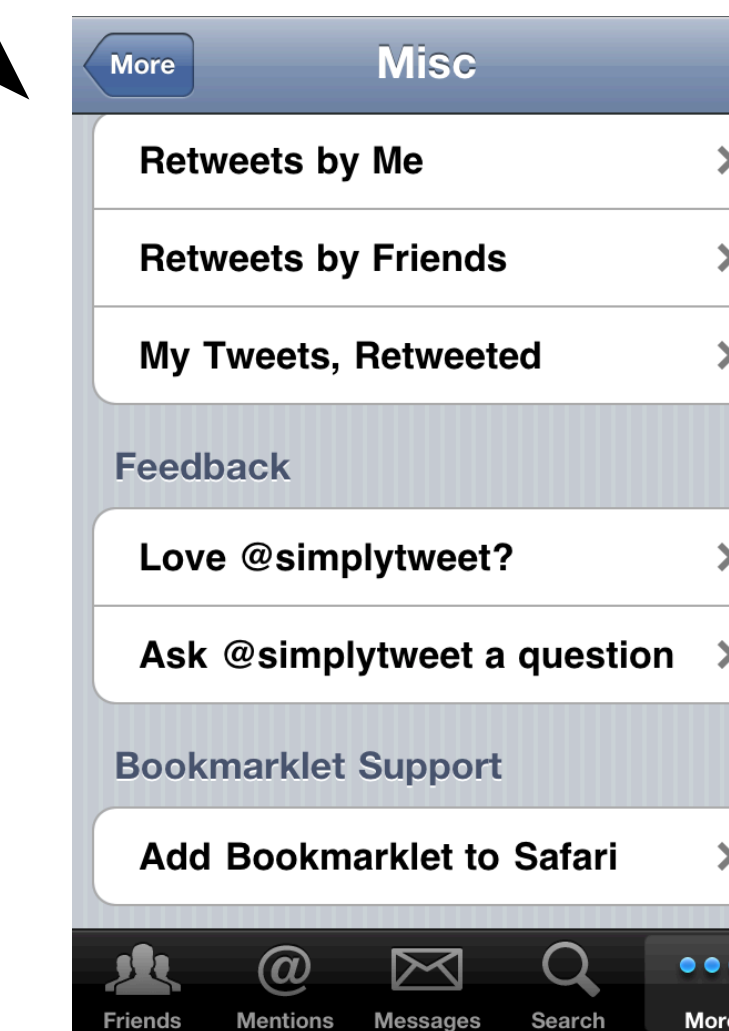 More
Misc
Retweets by Me
Retweets by Friends
My Tweets, Retweeted
Feedback
Love @simplytweet?
Ask @simplytweet a question
Bookmarklet Support
Add Bookmarklet to Safari
Friends Mentions Messages Search More